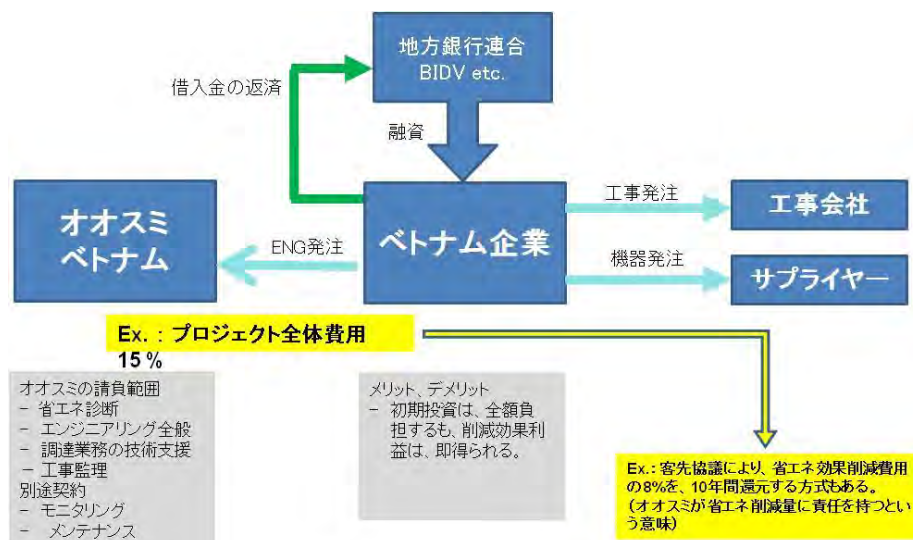 地方銀行連合
BIDV etc.
借入金の返済
融資
オオスミ
ベトナム
ENG発注
ベトナム企業
工事発注
工事会社
機器発注
サプライヤー
Ex. : プロジェクト全体費用
15 %
オオスミの請負範囲
- 省エネ診断
- エンジニアリング全般
- 調達業務の技術支援
- 工事監理
別途契約
- モニタリング
- メンテナンス
メリット、デメリット
- 初期投資は、全額負
担するも、削減効果利
益は、即得られる。
Ex.:客先協議により、省エネ効果削減費用
の8%を、10年間還元する方式もある。
(オオスミが省エネ削減量に責任を持つとい
う意味)